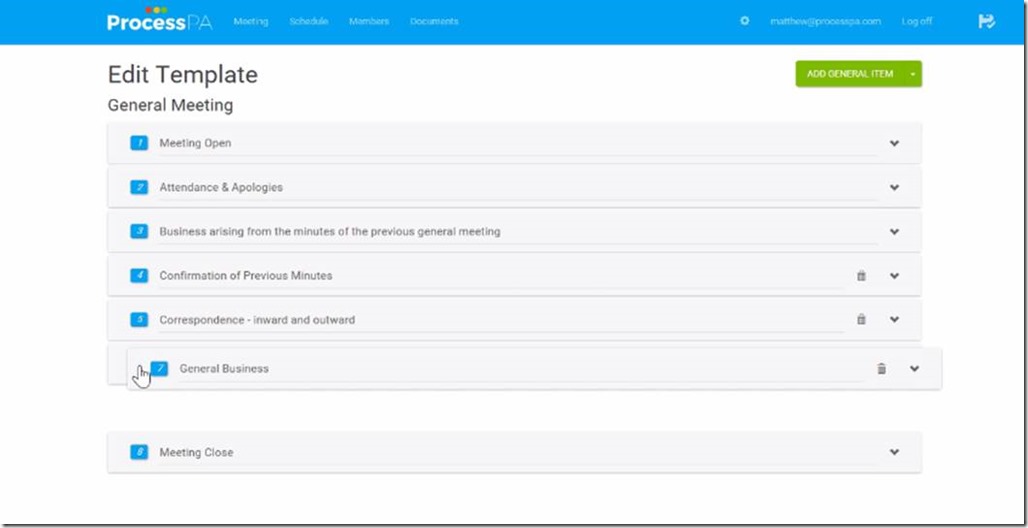 ProcessPA Meeting Schedule Members Documents matthew@processpa.com Log off
Edit Template
ADD GENERAL ITEM
General Meeting
1 Meeting Open
2 Attendance & Apologies
3 Business arising from the minutes of the previous general meeting
4 Confirmation of Previous Minutes
5 Correspondence - inward and outward
7 General Business
8 Meeting Close